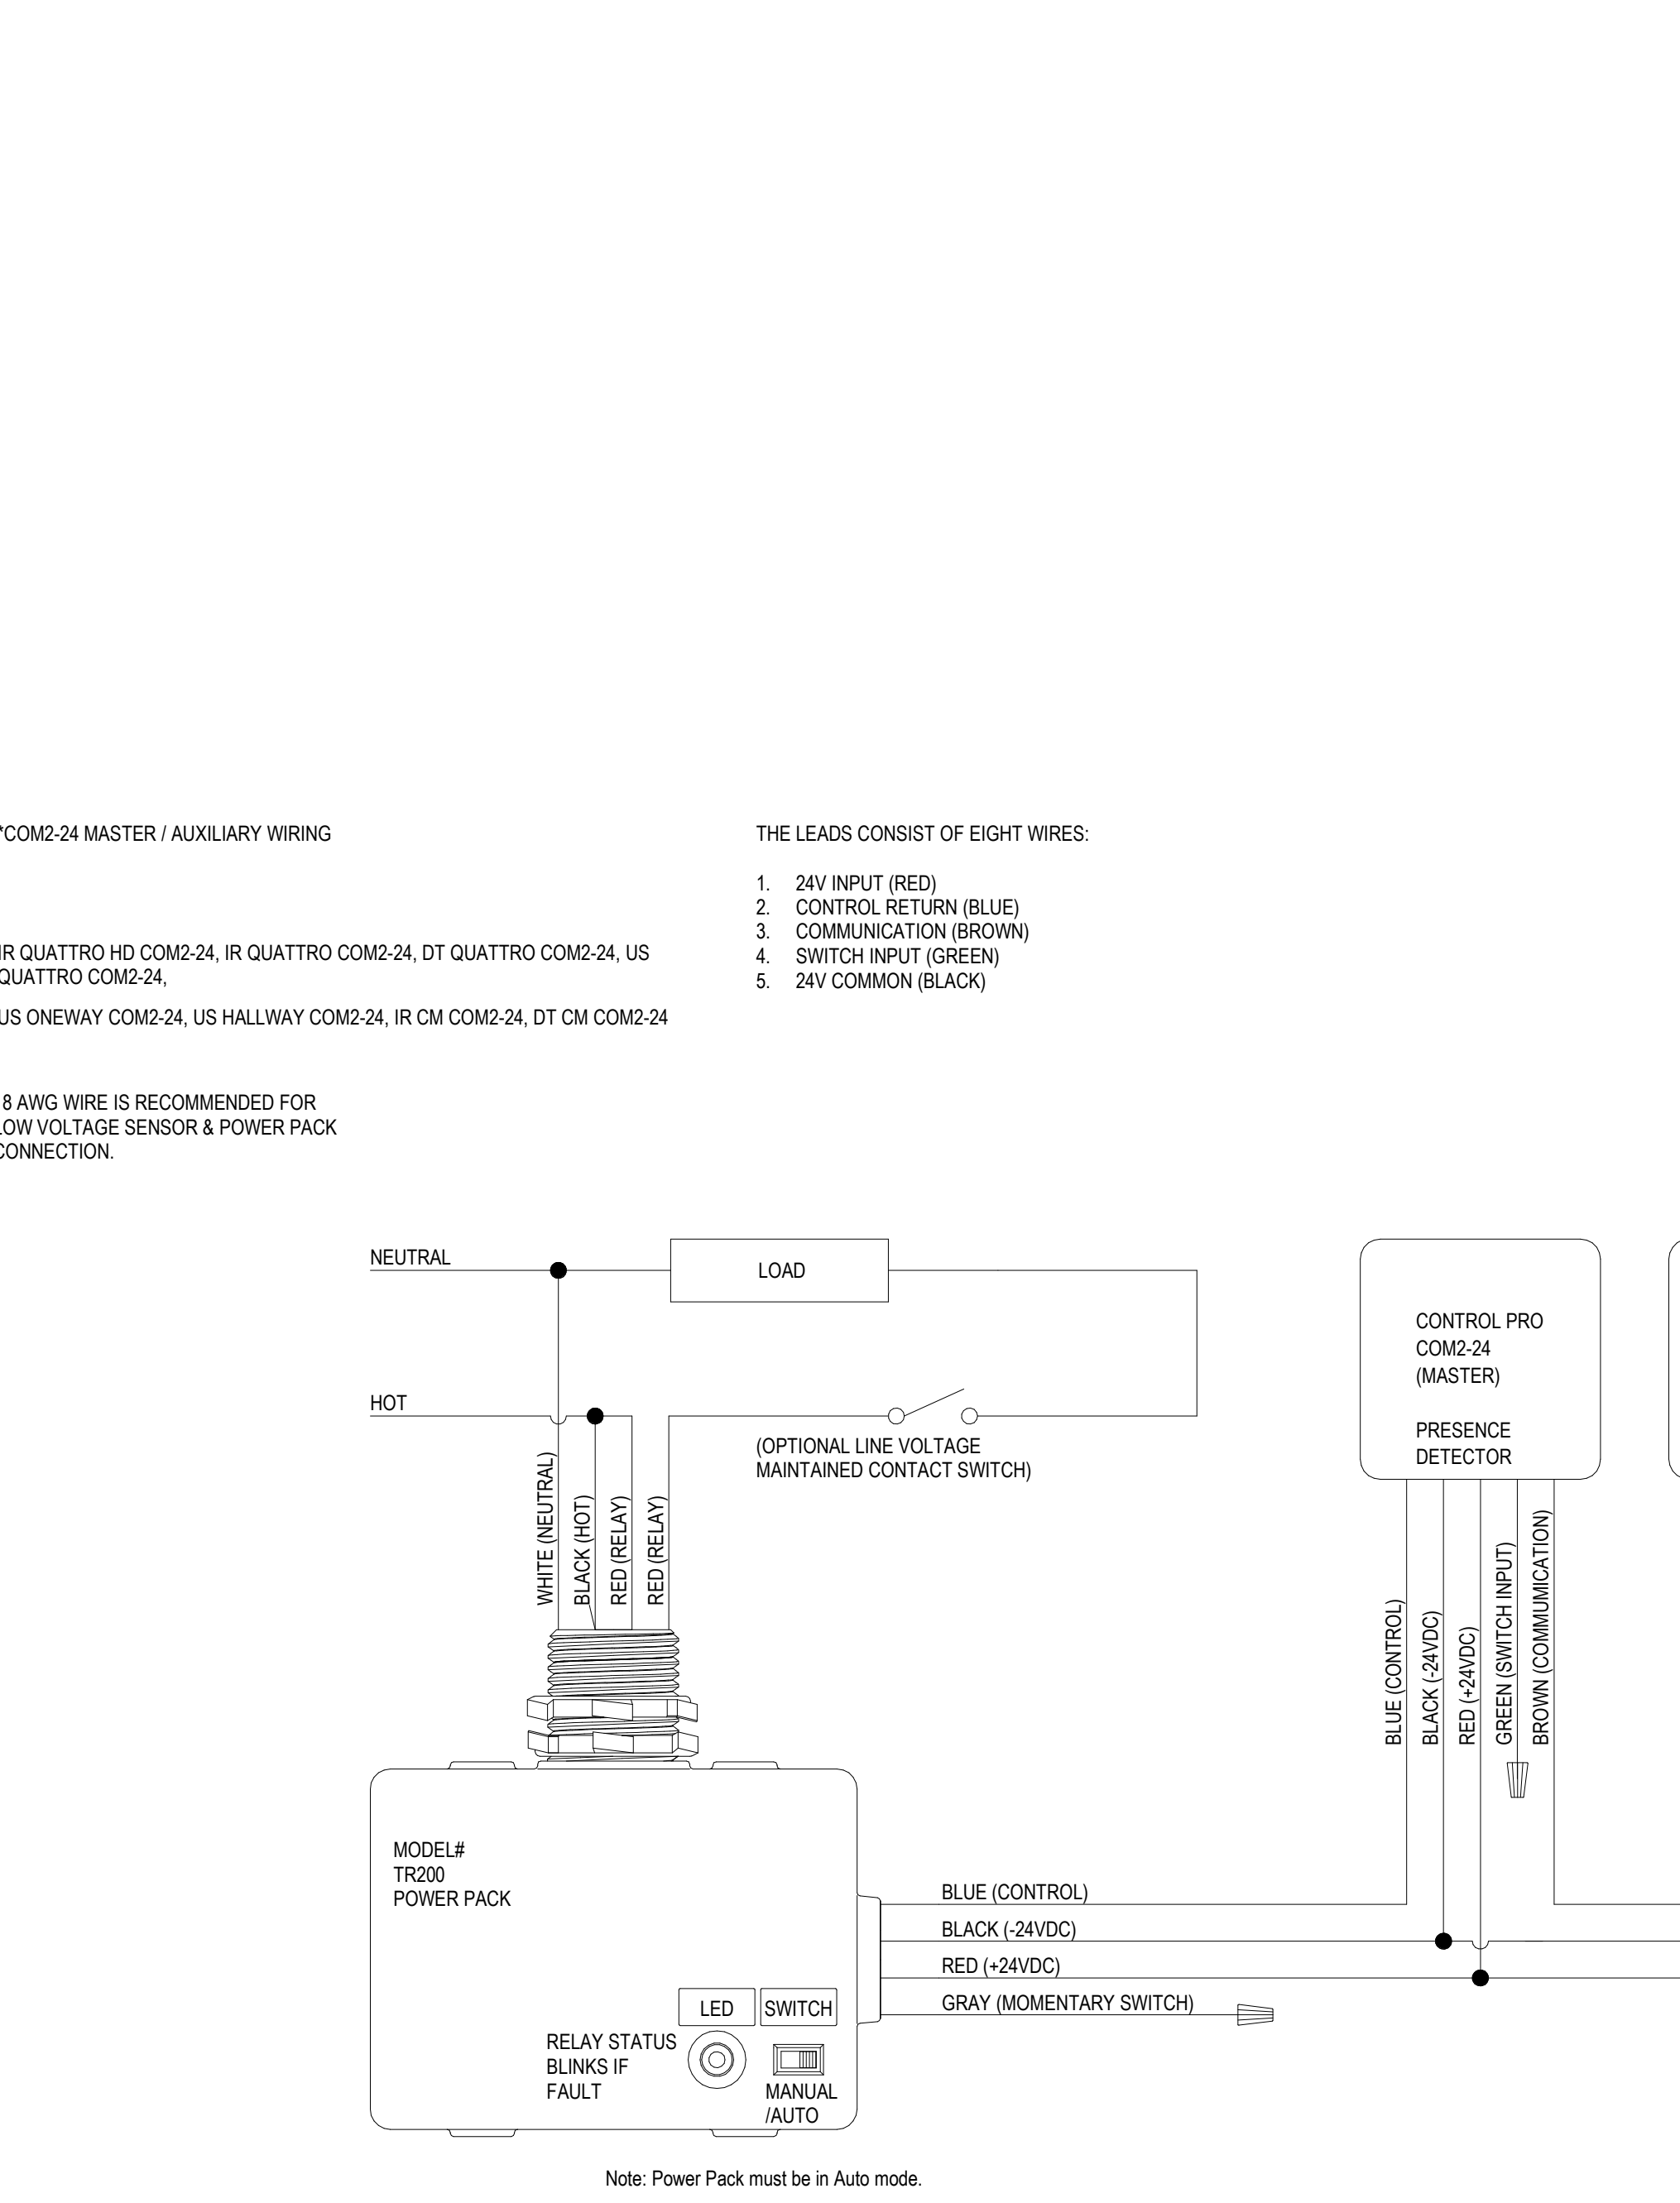 *COM2-24 MASTER / AUXILIARY WIRING
IR QUATTRO HD COM2-24, IR QUATTRO COM2-24, DT QUATTRO COM2-24, US
QUATTRO COM2-24,
US ONEWAY COM2-24, US HALLWAY COM2-24, IR CM COM2-24, DT CM COM2-24
8 AWG WIRE IS RECOMMENDED FOR
LOW VOLTAGE SENSOR & POWER PACK
CONNECTION.
THE LEADS CONSIST OF EIGHT WIRES:
1. 24V INPUT (RED)
2. CONTROL RETURN (BLUE)
3. COMMUNICATION (BROWN)
4. SWITCH INPUT (GREEN)
5. 24V COMMON (BLACK)
NEUTRAL
LOAD
HOT
(OPTIONAL LINE VOLTAGE
MAINTAINED CONTACT SWITCH)
WHITE (NEUTRAL)
BLACK (HOT)
RED (RELAY)
RED (RELAY)
CONTROL PRO
COM2-24
(MASTER)
PRESENCE
DETECTOR
BLUE (CONTROL)
BLACK (-24VDC)
RED (+24VDC)
GREEN (SWITCH INPUT)
BROWN (COMMUMICATION)
MODEL#
TR200
POWER PACK
BLUE (CONTROL)
BLACK (-24VDC)
RED (+24VDC)
GRAY (MOMENTARY SWITCH)
LED
SWITCH
RELAY STATUS
BLINKS IF
FAULT
MANUAL
/AUTO
Note: Power Pack must be in Auto mode.